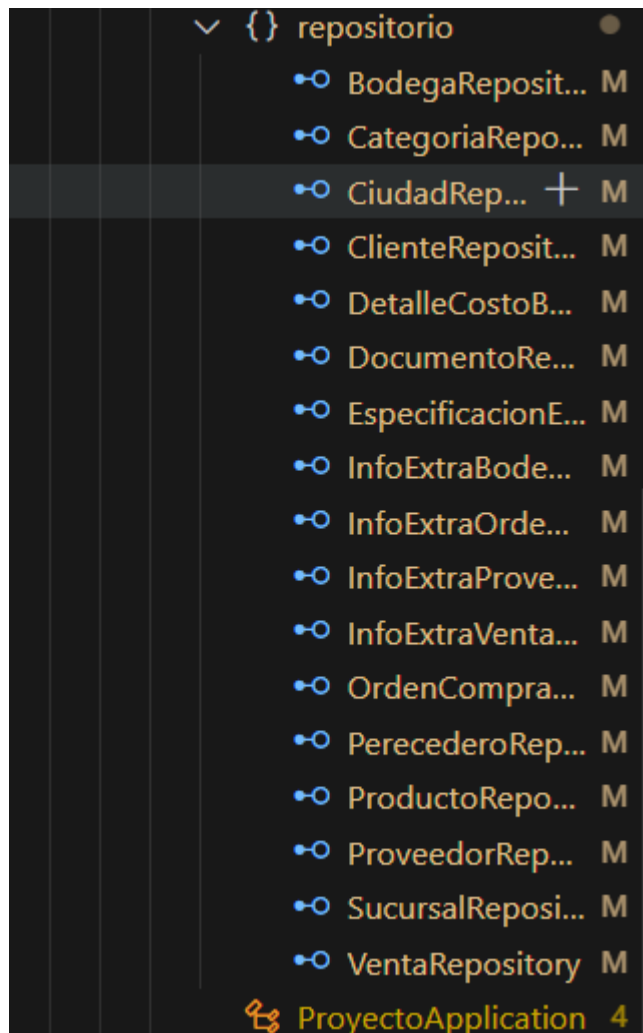 {} repositorio
BodegaReposit... M
CategoriaRepo... M
CiudadRep... + M
ClienteReposit... M
DetalleCostoB... M
DocumentoRe... M
EspecificacionE... M
InfoExtraBode... M
InfoExtraOrde... M
InfoExtraProve... M
InfoExtraVenta... M
OrdenCompra... M
PerecederoRep... M
ProductoRepo... M
ProveedorRep... M
SucursalReposi... M
VentaRepository M
ProyectoApplication 4